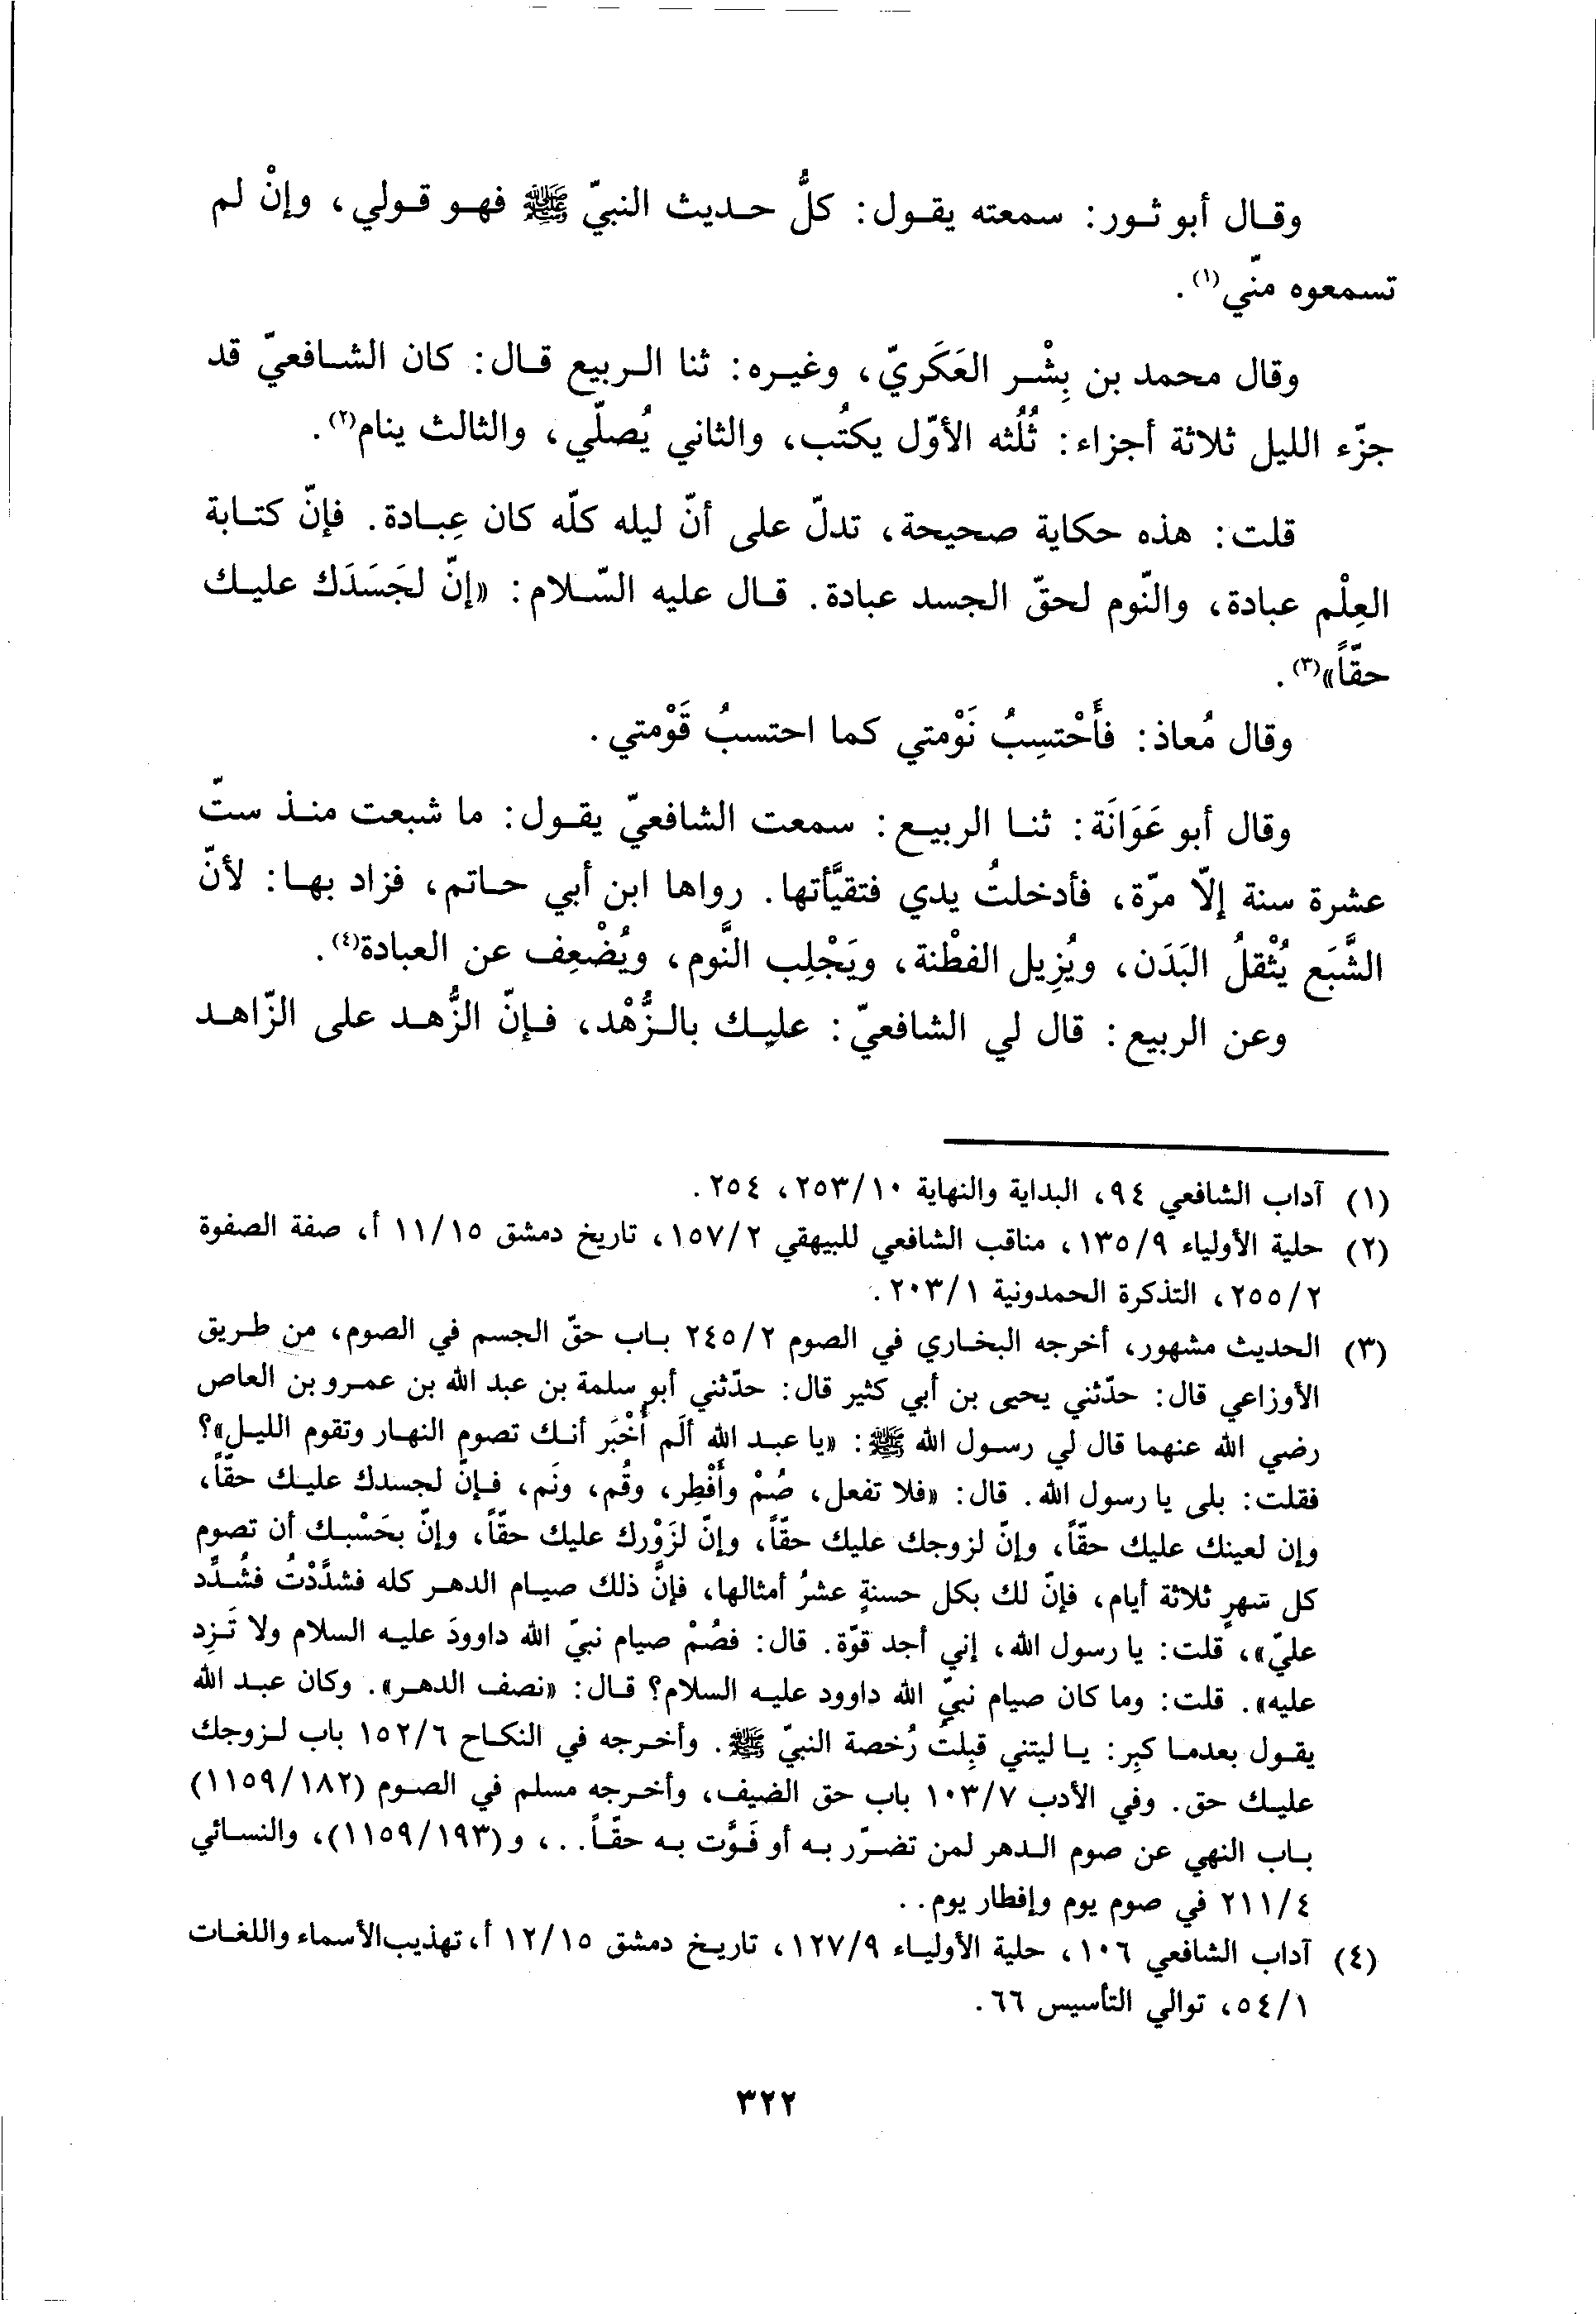 وقال أبو ثور: سمعته يقول: كلُّ حديث النبيّ ﷺ فهو قولي، وإنْ لم
تسمعوه منّي(١).
وقال محمد بن بِشْر العَكَريّ، وغيره: ثنا الربيع قال: كان الشافعيّ قد
جزّء الليل ثلاثة أجزاء: ثُلُثه الأوّل يكتُب، والثاني يُصلّي، والثالث ينام(٢).
قلت: هذه حكاية صحيحة، تدلّ على أنّ ليله كلّه كان عِبادة. فإنّ كتابة
العِلْم عبادة، والنّوم لحقّ الجسد عبادة. قال عليه السّلام: «إنّ لجَسَدَك عليك
حقّاً»(٣).
وقال مُعاذ: فأَحْتسِبُ نَوْمتي كما احتسبُ قَوْمتي.
وقال أبو عَوَانَة: ثنا الربيع: سمعت الشافعيّ يقول: ما شبعت منذ ستّ
عشرة سنة إلّا مرّة، فأدخلتُ يدي فتقيَّأتها. رواها ابن أبي حاتم، فزاد بها: لأنّ
الشَّبَع يُثْقلُ البَدَن، ويُزِيل الفطْنة، ويَجْلِب النَّوم، ويُضْعِف عن العبادة(٤).
وعن الربيع: قال لي الشافعيّ: عليك بالزُّهْد، فإنّ الزُّهد على الزّاهد
(١) آداب الشافعي ٩٤، البداية والنهاية ٢٥٣/١٠، ٢٥٤.
(٢) حلية الأولياء ١٣٥/٩، مناقب الشافعي للبيهقي ١٥٧/٢، تاريخ دمشق ١١/١٥ أ، صفة الصفوة
٢٥٥/٢، التذكرة الحمدونية ٢٠٣/١.
(٣) الحديث مشهور، أخرجه البخاري في الصوم ٢٤٥/٢ باب حقّ الجسم في الصوم، من طريق
الأوزاعي قال: حدّثني يحيى بن أبي كثير قال: حدّثني أبو سلمة بن عبد الله بن عمرو بن العاص
رضي الله عنهما قال لي رسول الله ﷺ: «يا عبد الله ألَم أُخْبَر أنك تصوم النهار وتقوم الليل»؟
فقلت: بلى يا رسول الله. قال: «فلا تفعل، صُمْ وأَفْطِر، وقُم، ونَم، فإنّ لجسدك عليك حقّاً،
وإن لعينك عليك حقّاً، وإنّ لزوجك عليك حقّاً، وإنّ لزَوْرك عليك حقّاً، وإنّ بحَسْبك أن تصوم
كل شهرٍ ثلاثة أيام، فإنّ لك بكل حسنةٍ عشرُ أمثالها، فإنَّ ذلك صيام الدهر كله فشدَّدْتُ فشُدِّد
عليّ»، قلت: يا رسول الله، إني أجد قوّة. قال: فصُمْ صيام نبيّ الله داوودَ عليه السلام ولا تَزِد
عليه». قلت: وما كان صيام نبيّ الله داوود عليه السلام؟ قال: «نصف الدهر». وكان عبد الله
يقول بعدما كبِر: يا ليتني قبِلتُ رُخصة النبيّ ﷺ. وأخرجه في النكاح ١٥٢/٦ باب لزوجك
عليك حق. وفي الأدب ١٠٣/٧ باب حق الضيف، وأخرجه مسلم في الصوم (١١٥٩/١٨٢)
باب النهي عن صوم الدهر لمن تضرّر به أو فَوَّت به حقّاً..، و(١١٥٩/١٩٣)، والنسائي
٢١١/٤ في صوم يوم وإفطار يوم..
(٤) آداب الشافعي ١٠٦، حلية الأولياء ١٢٧/٩، تاريخ دمشق ١٢/١٥ أ، تهذيب الأسماء واللغات
٥٤/١، توالي التأسيس ٦٦.
٣٢٢